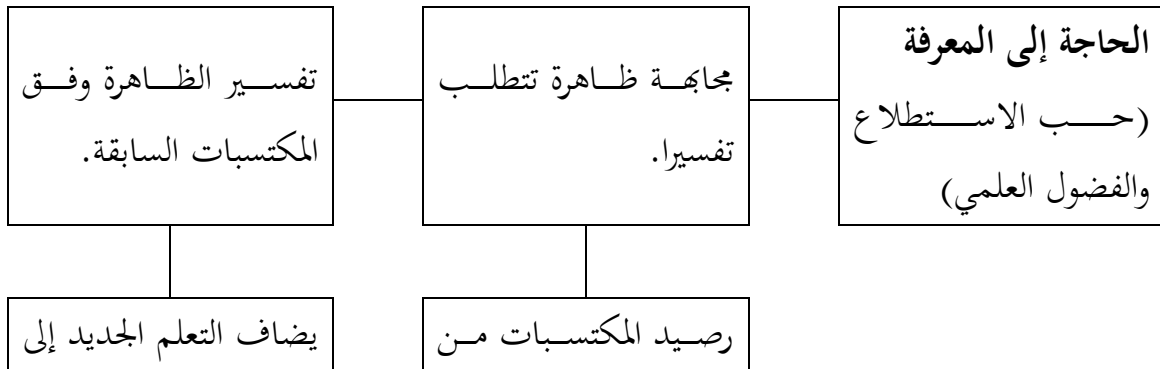 الحاجة إلى المعرفة
(حب الاستطلاع
والفضول العلمي)
مجابهة ظاهرة تتطلب
تفسيرا.
تفسير الظاهرة وفق
المكتسبات السابقة.
رصيد المكتسبات من
يضاف التعلم الجديد إلى